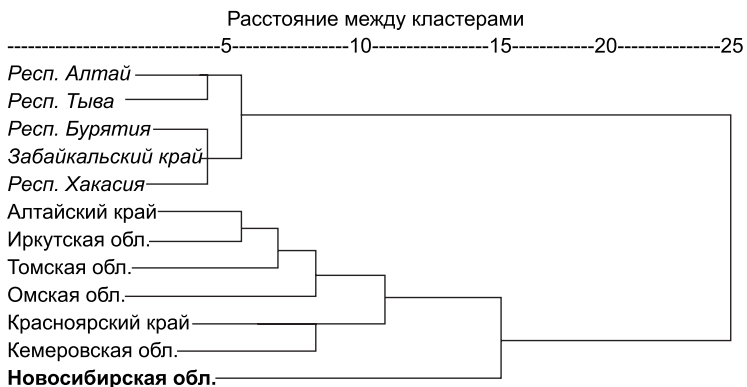 Расстояние между кластерами
-------------------------------5-----------------10----------------15------------20--------------25
Респ. Алтай
Респ. Тыва
Респ. Бурятия
Забайкальский край
Респ. Хакасия
Алтайский край
Иркутская обл.
Томская обл.
Омская обл.
Красноярский край
Кемеровская обл.
Новосибирская обл.